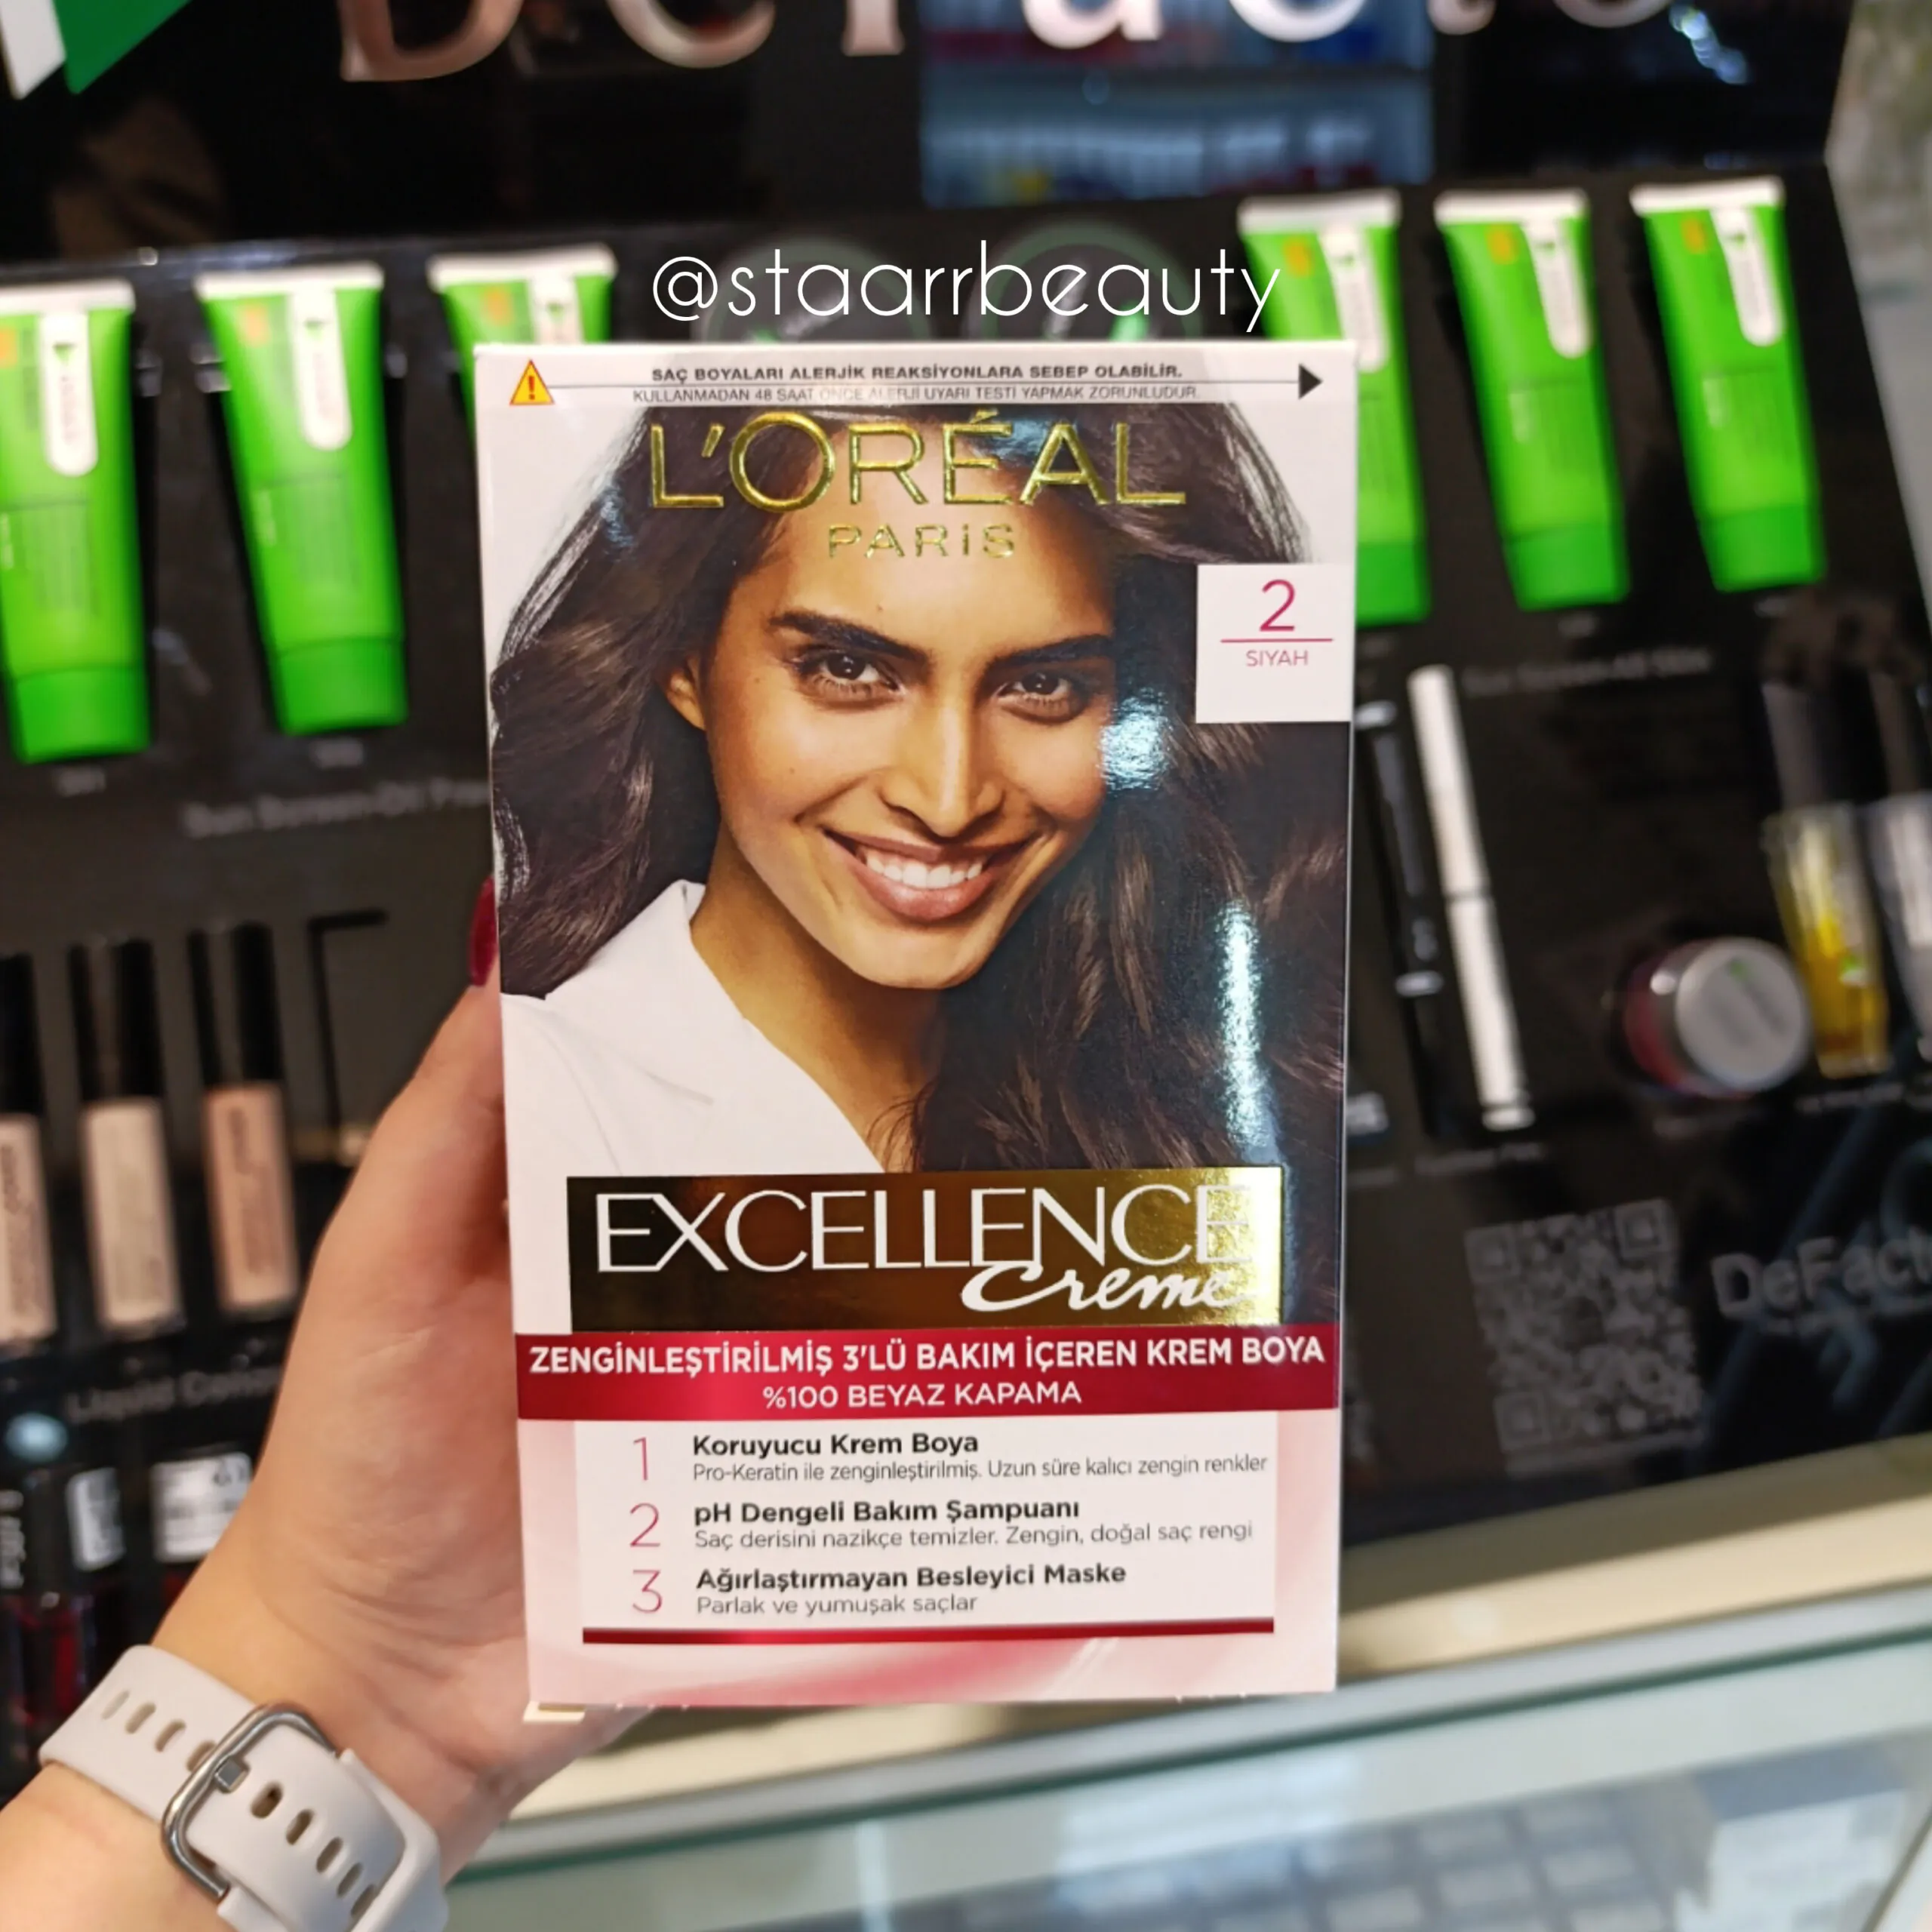 DeFacto
@staarrbeauty
SAÇ BOYALARI ALERJİK REAKSİYONLARA SEBEP OLABİLİR.
KULLANMADAN 48 SAAT ÖNCE ALERJİ UYARI TESTİ YAPMAK ZORUNLUDUR.
L'ORÉAL
PARİS
2
SIYAH
EXCELLENCE
Creme
ZENGİNLEŞTİRİLMİŞ 3'LÜ BAKIM İÇEREN KREM BOYA
%100 BEYAZ KAPAMA
1 Koruyucu Krem Boya
Pro-Keratin ile zenginleştirilmiş. Uzun süre kalıcı zengin renkler
2 pH Dengeli Bakım Şampuanı
Saç derisini nazikçe temizler. Zengin, doğal saç rengi
3 Ağırlaştırmayan Besleyici Maske
Parlak ve yumuşak saçlar
DeFact